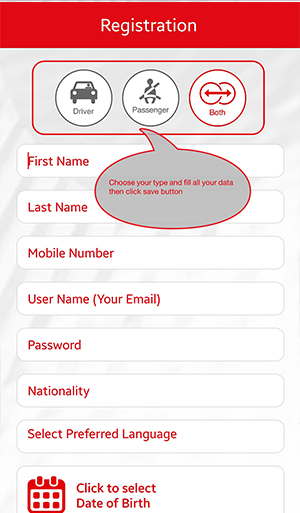 Registration
Driver
Passenger
Both
First Name
Choose your type and fill all your data
then click save button
Last Name
Mobile Number
User Name (Your Email)
Password
Nationality
Select Preferred Language
Click to select
Date of Birth